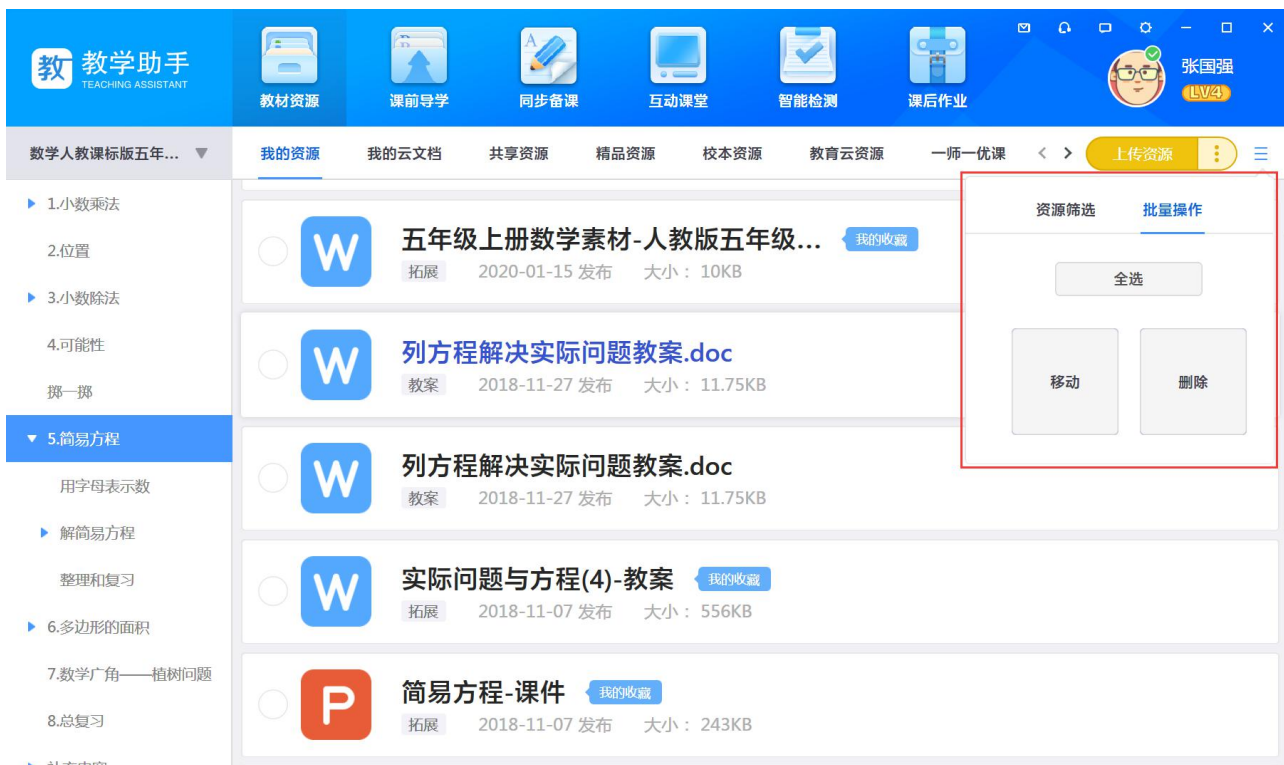 教 教学助手
TEACHING ASSISTANT
教材资源 课前导学 同步备课 互动课堂 智能检测 课后作业
张国强
LV4
数学人教课标版五年...
我的资源 我的云文档 共享资源 精品资源 校本资源 教育云资源 一师一优课 上传资源
1.小数乘法
2.位置
3.小数除法
4.可能性
掷一掷
5.简易方程
用字母表示数
解简易方程
整理和复习
6.多边形的面积
7.数学广角——植树问题
8.总复习
W 五年级上册数学素材-人教版五年级... 我的收藏
拓展 2020-01-15 发布 大小：10KB
W 列方程解决实际问题教案.doc
教案 2018-11-27 发布 大小：11.75KB
W 列方程解决实际问题教案.doc
教案 2018-11-27 发布 大小：11.75KB
W 实际问题与方程(4)-教案 我的收藏
拓展 2018-11-07 发布 大小：556KB
P 简易方程-课件 我的收藏
拓展 2018-11-07 发布 大小：243KB
资源筛选 批量操作
全选
移动 删除